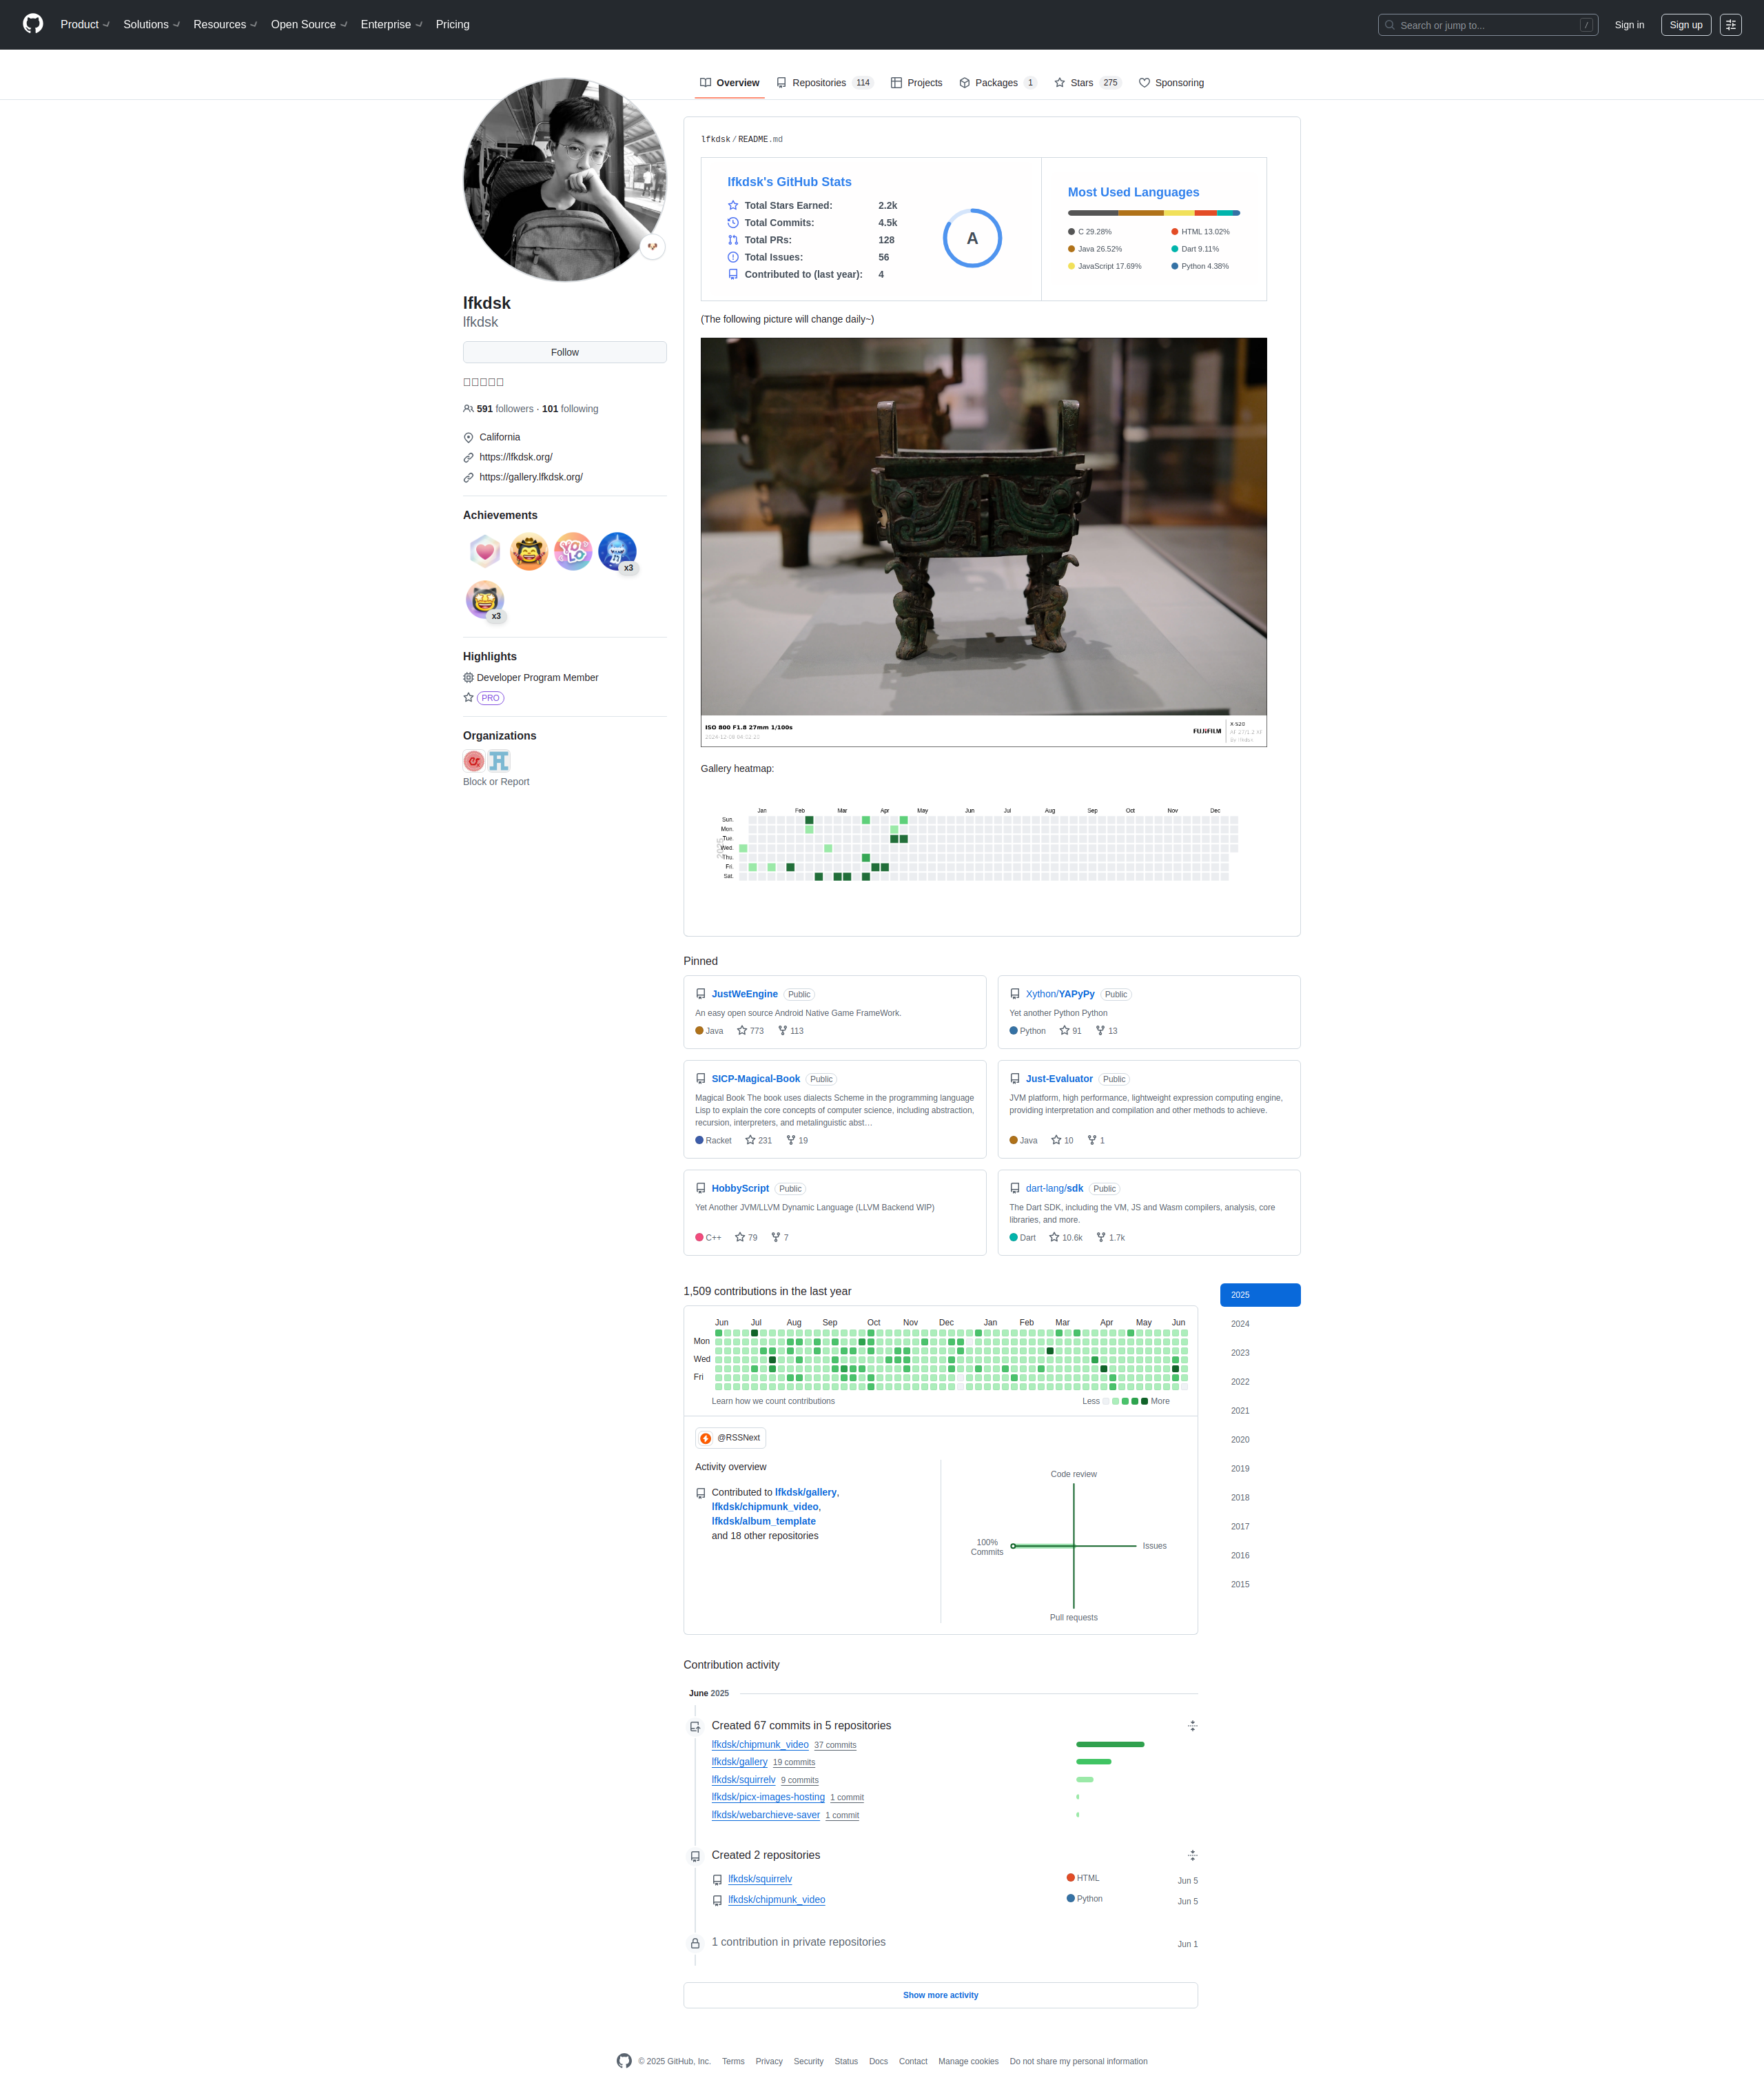 Product Solutions Resources Open Source Enterprise Pricing
Search or jump to... /
Sign in
Sign up
Overview
Repositories 114
Projects
Packages 1
Stars 275
Sponsoring
lfkdsk
lfkdsk
Follow
591 followers · 101 following
California
https://lfkdsk.org/
https://gallery.lfkdsk.org/
Achievements
YOLO
x3
x3
Highlights
Developer Program Member
PRO
Organizations
Block or Report
lfkdsk/README.md
lfkdsk's GitHub Stats
Total Stars Earned: 2.2k
Total Commits: 4.5k
Total PRs: 128
Total Issues: 56
Contributed to (last year): 4
A
Most Used Languages
C 29.28%
Java 26.52%
JavaScript 17.69%
HTML 13.02%
Dart 9.11%
Python 4.38%
(The following picture will change daily~)
ISO 800 F1.8 27mm 1/100s
FUJIFILM
X-S20
Gallery heatmap:
Jan Feb Mar Apr May Jun Jul Aug Sep Oct Nov Dec
Sun.
Mon.
Tue.
Wed.
Thu.
Fri.
Sat.
Pinned
JustWeEngine Public
An easy open source Android Native Game FrameWork.
Java 773 113
Xython/YAPyPy Public
Yet another Python Python
Python 91 13
SICP-Magical-Book Public
Magical Book The book uses dialects Scheme in the programming language
Lisp to explain the core concepts of computer science, including abstraction,
recursion, interpreters, and metalinguistic abst…
Racket 231 19
Just-Evaluator Public
JVM platform, high performance, lightweight expression computing engine,
providing interpretation and compilation and other methods to achieve.
Java 10 1
HobbyScript Public
Yet Another JVM/LLVM Dynamic Language (LLVM Backend WIP)
C++ 79 7
dart-lang/sdk Public
The Dart SDK, including the VM, JS and Wasm compilers, analysis, core
libraries, and more.
Dart 10.6k 1.7k
1,509 contributions in the last year
Jun Jul Aug Sep Oct Nov Dec Jan Feb Mar Apr May Jun
Mon
Wed
Fri
Learn how we count contributions
Less More
@RSSNext
Activity overview
Contributed to lfkdsk/gallery,
lfkdsk/chipmunk_video,
lfkdsk/album_template
and 18 other repositories
Code review
100%
Commits
Issues
Pull requests
2025
2024
2023
2022
2021
2020
2019
2018
2017
2016
2015
Contribution activity
June 2025
Created 67 commits in 5 repositories
lfkdsk/chipmunk_video 37 commits
lfkdsk/gallery 19 commits
lfkdsk/squirrelv 9 commits
lfkdsk/picx-images-hosting 1 commit
lfkdsk/webarchieve-saver 1 commit
Created 2 repositories
lfkdsk/squirrelv HTML Jun 5
lfkdsk/chipmunk_video Python Jun 5
1 contribution in private repositories Jun 1
Show more activity
© 2025 GitHub, Inc. Terms Privacy Security Status Docs Contact Manage cookies Do not share my personal information